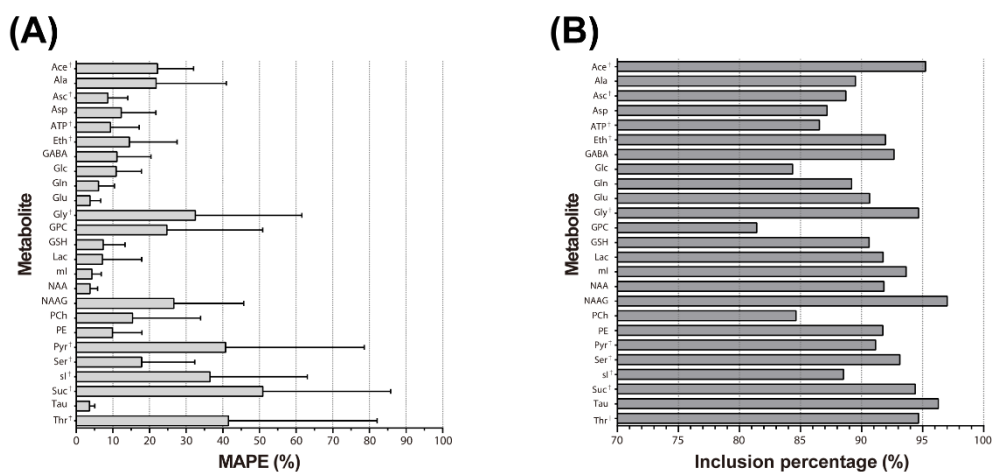 (A)
Metabolite
Ace†
Ala
Asc†
Asp
ATP†
Eth†
GABA
Glc
Gln
Glu
Gly†
GPC
GSH
Lac
mI
NAA
NAAG
PCh
PE
Pyr†
Ser†
sI†
Suc†
Tau
Thr†
0 10 20 30 40 50 60 70 80 90 100
MAPE (%)
(B)
Metabolite
Ace†
Ala
Asc†
Asp
ATP†
Eth†
GABA
Glc
Gln
Glu
Gly†
GPC
GSH
Lac
mI
NAA
NAAG
PCh
PE
Pyr†
Ser†
sI†
Suc†
Tau
Thr†
70 75 80 85 90 95 100
Inclusion percentage (%)